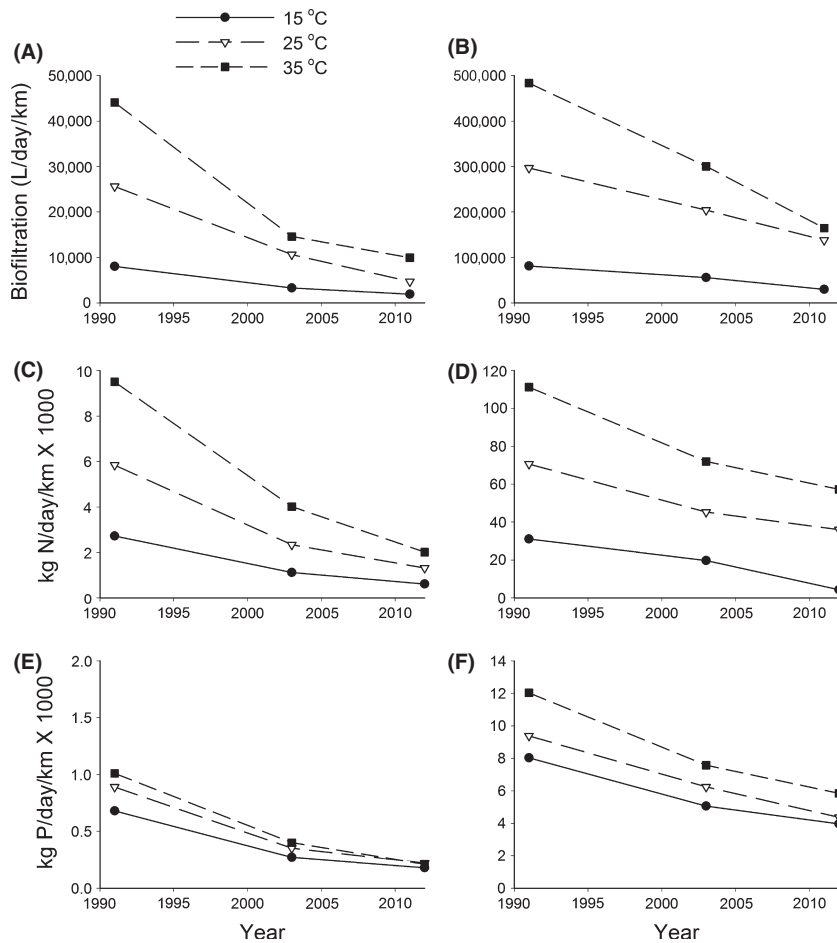 15 °C
25 °C
35 °C
(A)
50,000
40,000
30,000
20,000
10,000
0
1990 1995 2000 2005 2010
Biofiltration (L/day/km)
(B)
500,000
400,000
300,000
200,000
100,000
0
1990 1995 2000 2005 2010
(C)
10
8
6
4
2
0
1990 1995 2000 2005 2010
kg N/day/km X 1000
(D)
120
100
80
60
40
20
0
1990 1995 2000 2005 2010
(E)
2.0
1.5
1.0
0.5
0.0
1990 1995 2000 2005 2010
kg P/day/km X 1000
Year
(F)
14
12
10
8
6
4
2
0
1990 1995 2000 2005 2010
Year